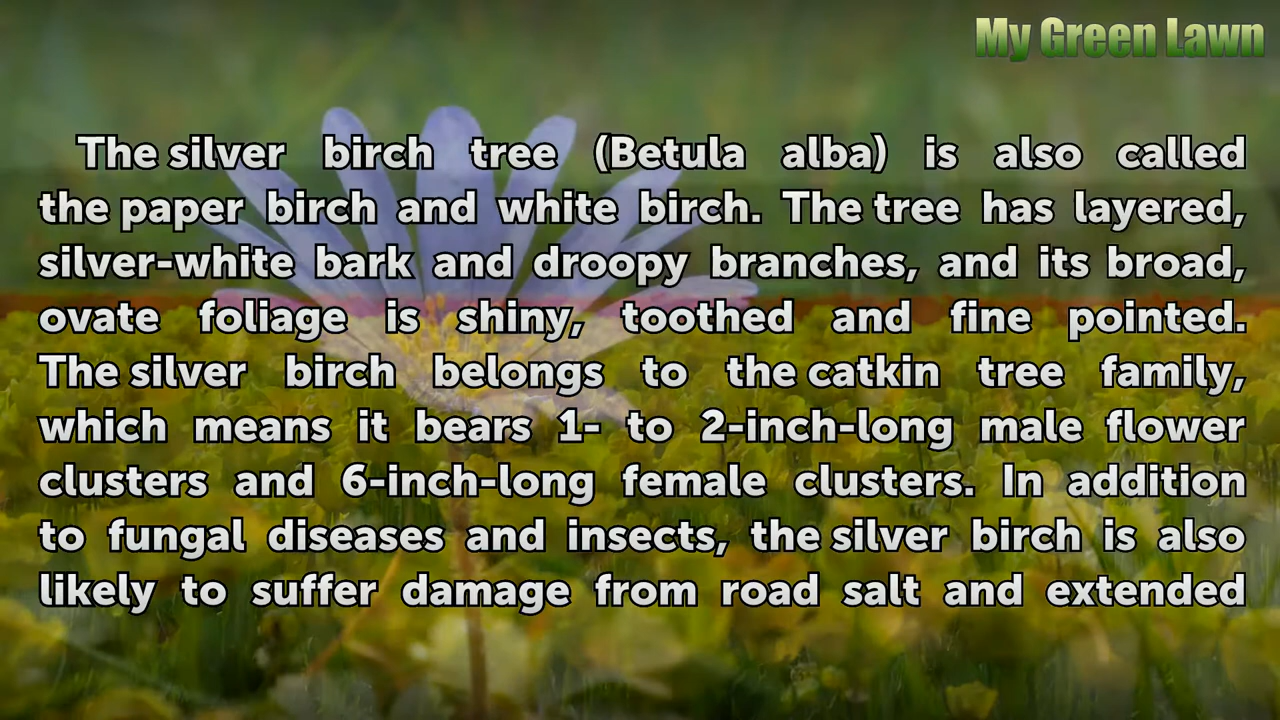 My Green Lawn
The silver birch tree (Betula alba) is also called
the paper birch and white birch. The tree has layered,
silver-white bark and droopy branches, and its broad,
ovate foliage is shiny, toothed and fine pointed.
The silver birch belongs to the catkin tree family,
which means it bears 1- to 2-inch-long male flower
clusters and 6-inch-long female clusters. In addition
to fungal diseases and insects, the silver birch is also
likely to suffer damage from road salt and extended